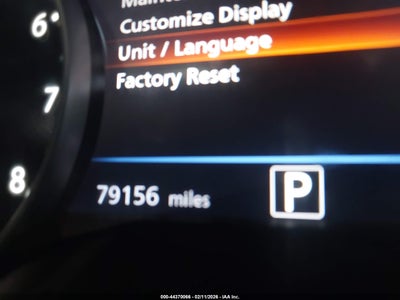 Customize Display
Unit / Language
Factory Reset
6
7
8
79156 miles
P
000-44370066 - 02/11/2026 - IAA Inc.